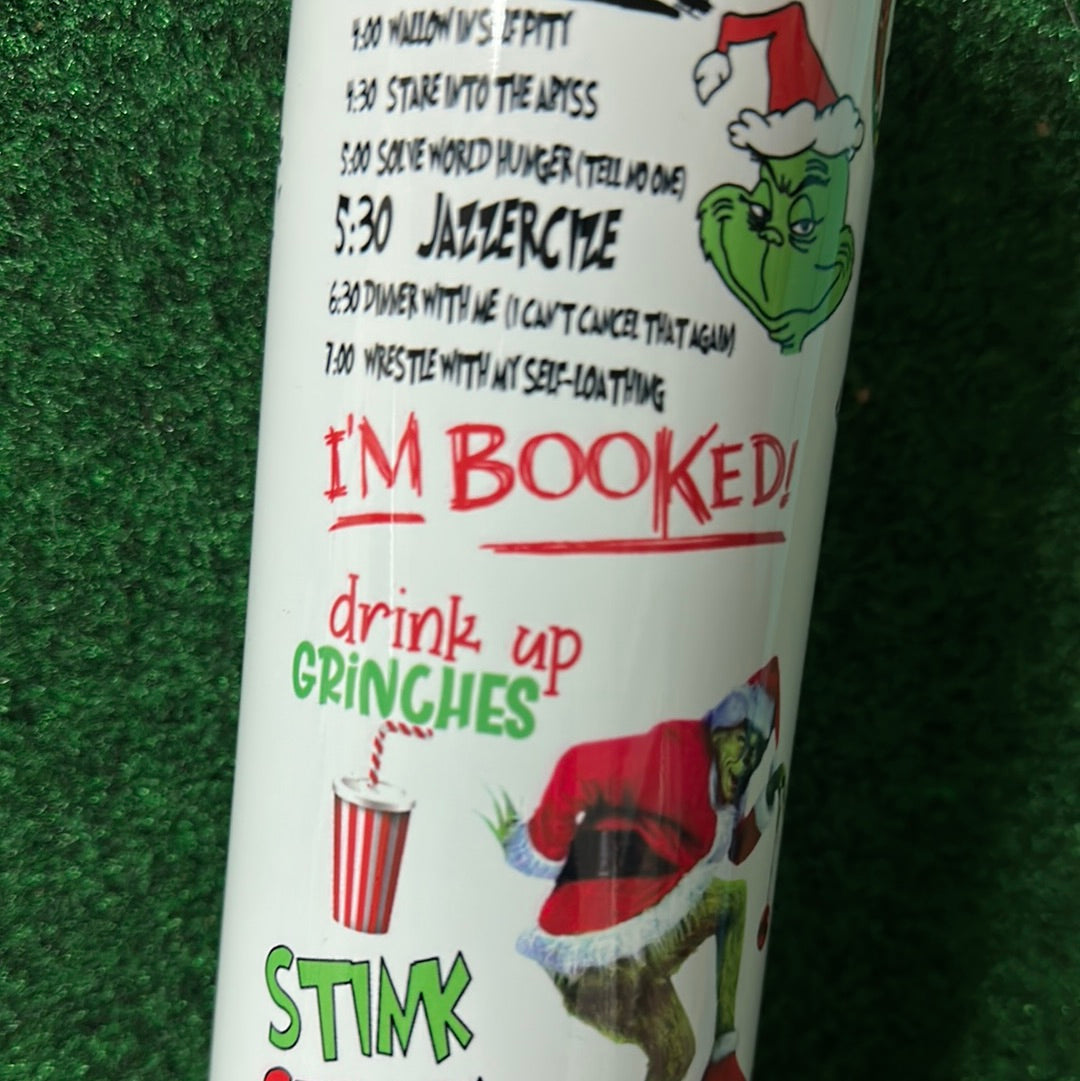 4:00 WALLOW IN SELF PITY
4:30 STARE INTO THE ABYSS
5:00 SOLVE WORLD HUNGER (TELL NO ONE)
5:30 JAZZERCIZE
6:30 DINNER WITH ME (I CAN'T CANCEL THAT AGAIN)
7:00 WRESTLE WITH MY SELF-LOATHING
I'M BOOKED!
drink up
GRiNCHES
STINK